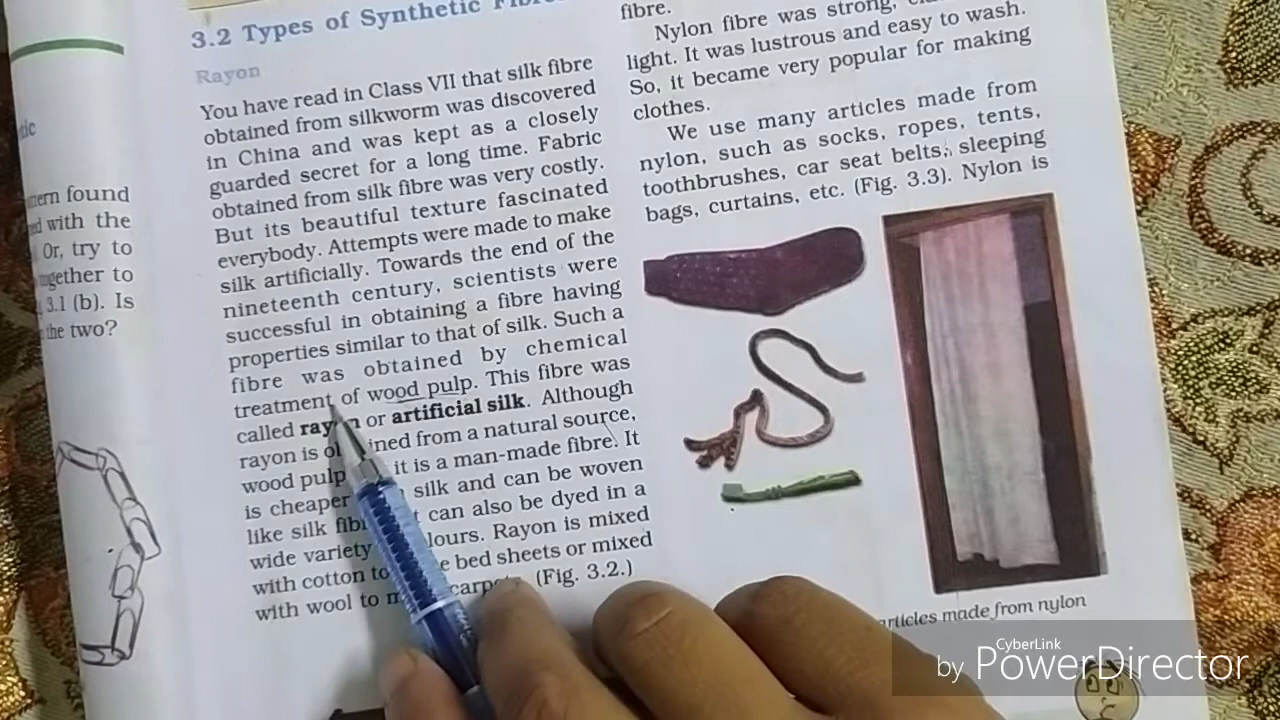 3.2 Types of Synthetic
Rayon
You have read in Class VII that silk fibre
obtained from silkworm was discovered
in China and was kept as a closely
guarded secret for a long time. Fabric
obtained from silk fibre was very costly.
But its beautiful texture fascinated
everybody. Attempts were made to make
silk artificially. Towards the end of the
nineteenth century, scientists were
successful in obtaining a fibre having
properties similar to that of silk. Such a
fibre was obtained by chemical
treatment of wood pulp. This fibre was
called rayon or artificial silk. Although
rayon is obtained from a natural source,
wood pulp, it is a man-made fibre. It
is cheaper silk and can be woven
like silk can also be dyed in a
wide variety Rayon is mixed
with cotton to bed sheets or mixed
with wool to (Fig. 3.2.)
fibre.
Nylon fibre was strong,
light. It was lustrous and easy to wash.
So, it became very popular for making
clothes.
We use many articles made from
nylon, such as socks, ropes, tents,
toothbrushes, car seat belts, sleeping
bags, curtains, etc. (Fig. 3.3). Nylon is
articles made from nylon
found
with the
Or, try to
together to
3.1 (b). Is
the two?
CyberLink
by PowerDirector